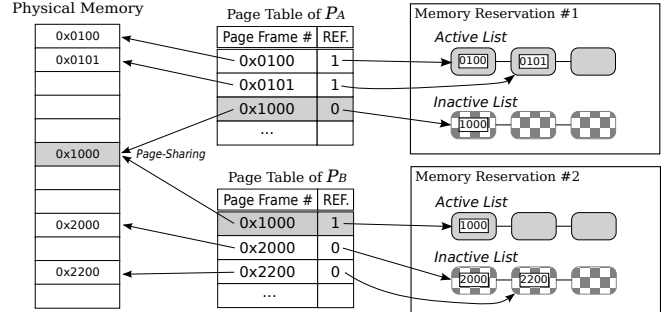 Physical Memory
0x0100
0x0101
0x1000
0x2000
0x2200
Page-Sharing
Page Table of P_A
Page Frame # REF.
0x0100 1
0x0101 1
0x1000 0
...
Page Table of P_B
Page Frame # REF.
0x1000 1
0x2000 0
0x2200 0
...
Memory Reservation #1
Active List
0100 0101
Inactive List
1000
Memory Reservation #2
Active List
1000
Inactive List
2000 2200